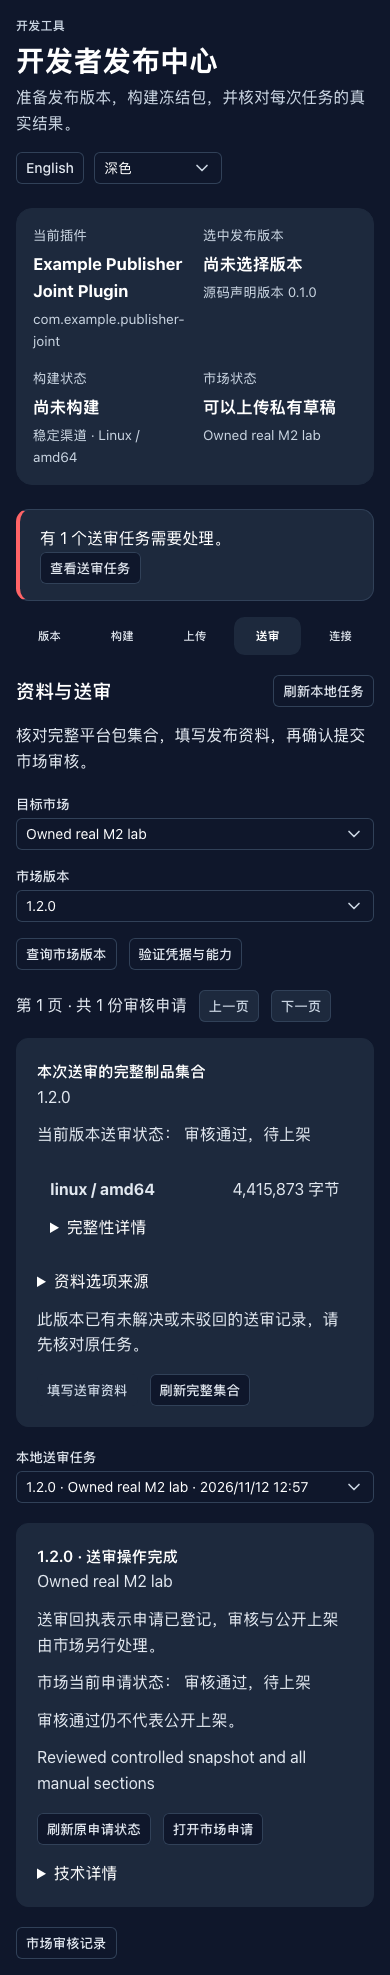 开发工具
开发者发布中心
准备发布版本，构建冻结包，并核对每次任务的真
实结果。
English
深色
当前插件
Example Publisher
Joint Plugin
com.example.publisher-
joint
选中发布版本
尚未选择版本
源码声明版本 0.1.0
构建状态
尚未构建
稳定渠道 · Linux /
amd64
市场状态
可以上传私有草稿
Owned real M2 lab
有 1 个送审任务需要处理。
查看送审任务
版本 构建 上传 送审 连接
资料与送审
刷新本地任务
核对完整平台包集合，填写发布资料，再确认提交
市场审核。
目标市场
Owned real M2 lab
市场版本
1.2.0
查询市场版本 验证凭据与能力
第 1 页 · 共 1 份审核申请 上一页 下一页
本次送审的完整制品集合
1.2.0
当前版本送审状态： 审核通过，待上架
linux / amd64 4,415,873 字节
▶ 完整性详情
▶ 资料选项来源
此版本已有未解决或未驳回的送审记录，请
先核对原任务。
填写送审资料 刷新完整集合
本地送审任务
1.2.0 · Owned real M2 lab · 2026/11/12 12:57
1.2.0 · 送审操作完成
Owned real M2 lab
送审回执表示申请已登记，审核与公开上架
由市场另行处理。
市场当前申请状态： 审核通过，待上架
审核通过仍不代表公开上架。
Reviewed controlled snapshot and all
manual sections
刷新原申请状态 打开市场申请
▶ 技术详情
市场审核记录